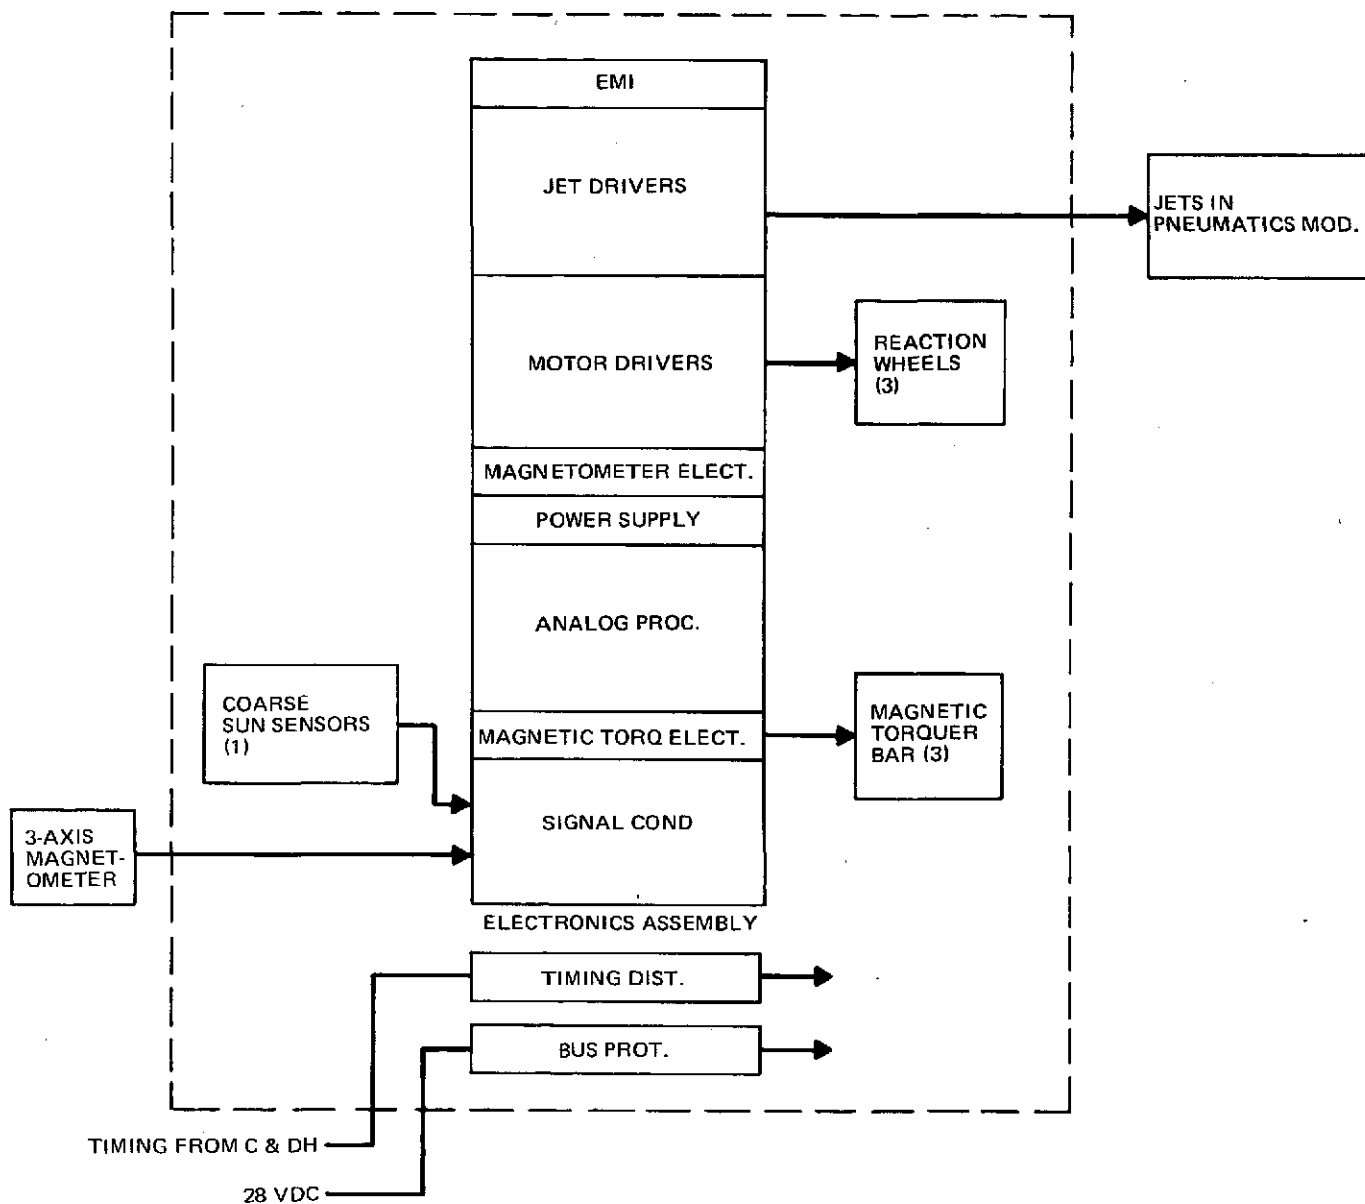 EMI
JET DRIVERS
JETS IN
PNEUMATICS MOD.
MOTOR DRIVERS
REACTION
WHEELS
(3)
MAGNETOMETER ELECT.
POWER SUPPLY
ANALOG PROC.
COARSE
SUN SENSORS
(1)
MAGNETIC TORQ ELECT.
MAGNETIC
TORQUER
BAR (3)
SIGNAL COND
3-AXIS
MAGNET-
OMETER
ELECTRONICS ASSEMBLY
TIMING DIST.
BUS PROT.
TIMING FROM C & DH
28 VDC